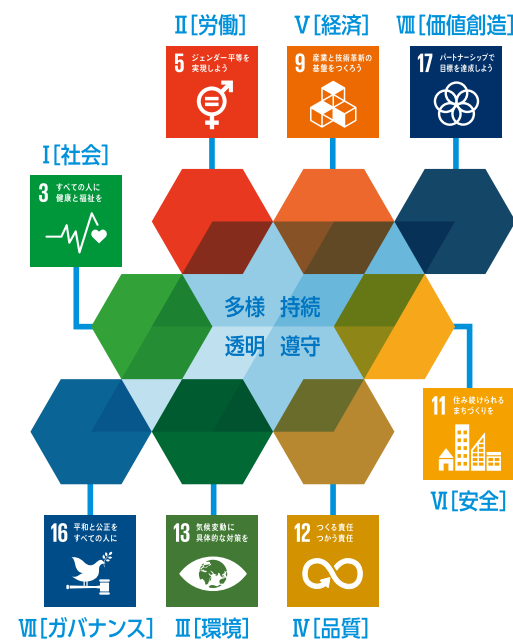 Ⅱ[労働]
Ⅴ[経済]
Ⅷ[価値創造]
5 ジェンダー平等を
実現しよう
9 産業と技術革新の
基盤をつくろう
17 パートナーシップで
目標を達成しよう
Ⅰ[社会]
3 すべての人に
健康と福祉を
多様 持続
透明 遵守
11 住み続けられる
まちづくりを
Ⅵ[安全]
16 平和と公正を
すべての人に
13 気候変動に
具体的な対策を
12 つくる責任
つかう責任
Ⅶ[ガバナンス]
Ⅲ[環境]
Ⅳ[品質]